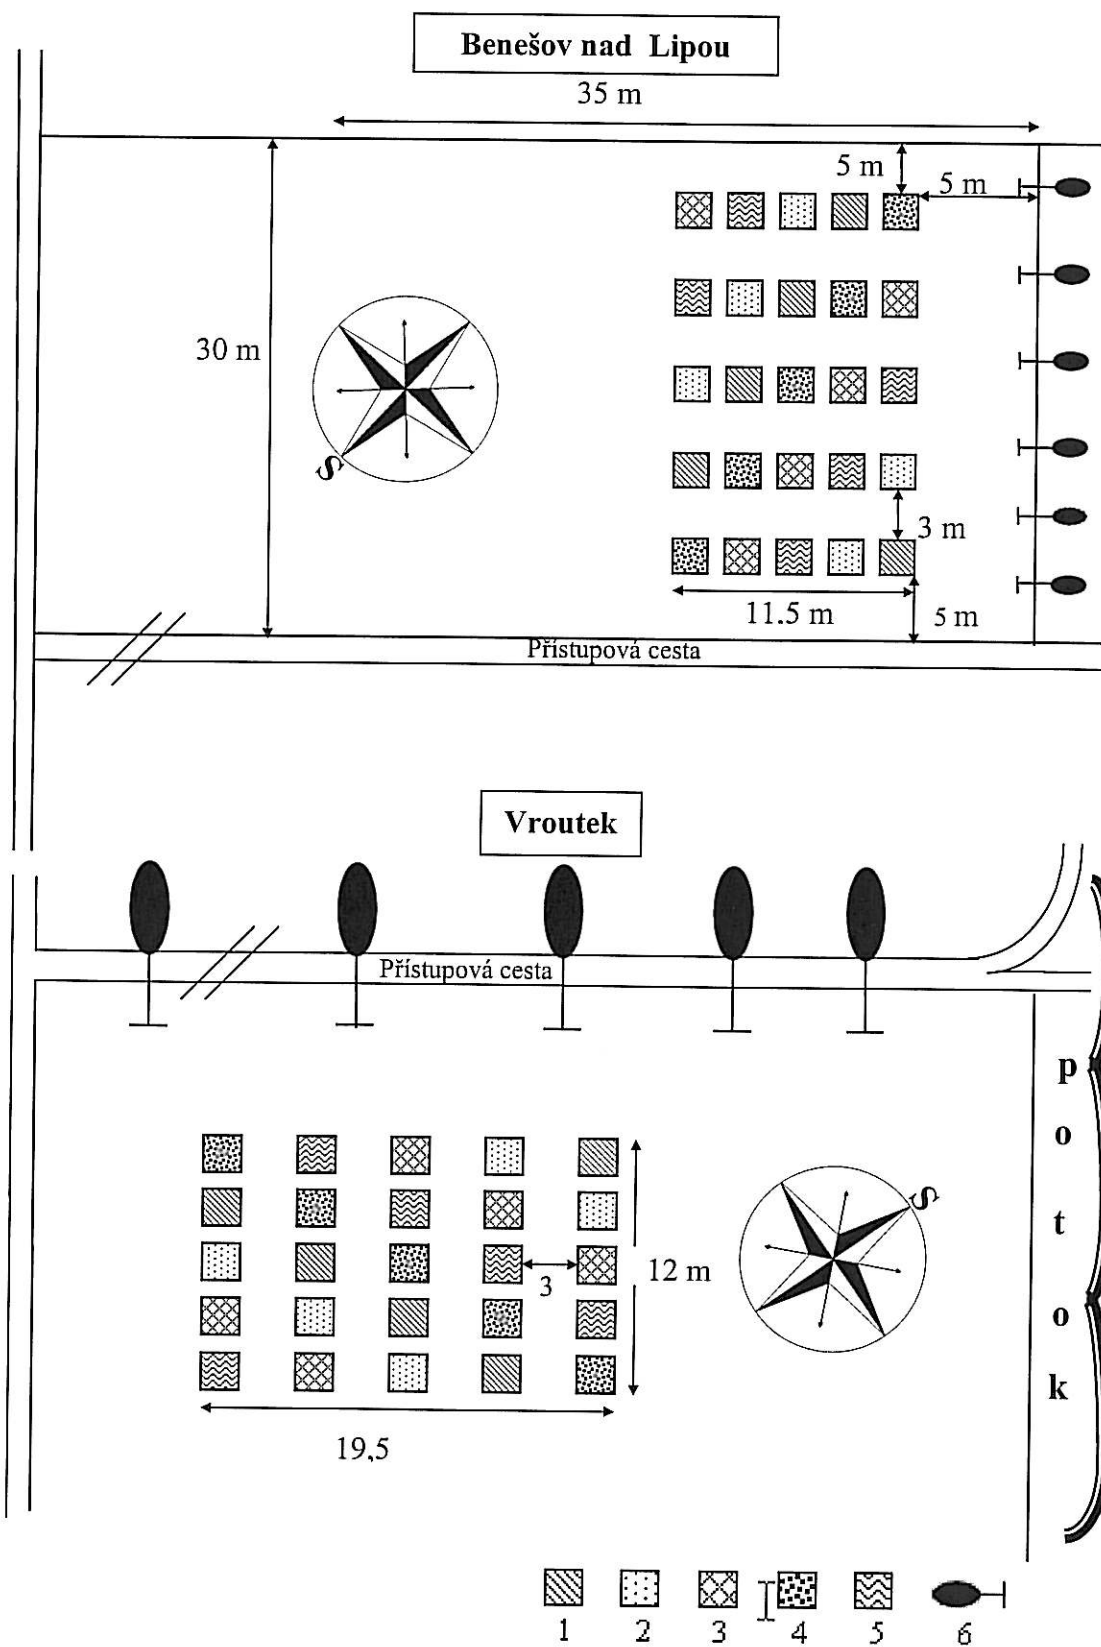 Benešov nad Lipou
35 m
5 m
5 m
30 m
S
3 m
11.5 m
5 m
Přístupová cesta
Vroutek
Přístupová cesta
p
o
t
o
k
S
3
12 m
19,5
1 2 3 4 5 6